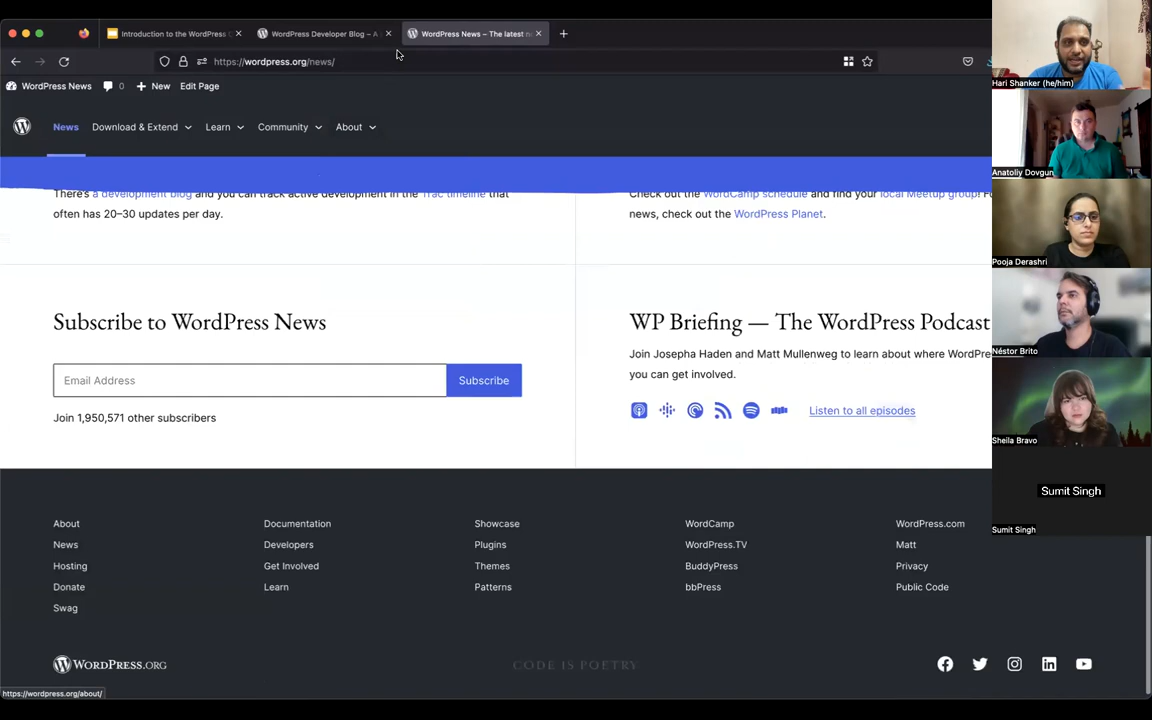 Introduction to the WordPress
WordPress Developer Blog – A
WordPress News – The latest n
https://wordpress.org/news/
WordPress News
0
New
Edit Page
News
Download & Extend
Learn
Community
About
There's a development blog and you can track active development in the Trac timeline that
often has 20–30 updates per day.
Check out the WordCamp schedule and find your local Meetup group!
news, check out the WordPress Planet.
Subscribe to WordPress News
Email Address
Subscribe
Join 1,950,571 other subscribers
WP Briefing — The WordPress Podcast
Join Josepha Haden and Matt Mullenweg to learn about where
you can get involved.
Listen to all episodes
About
News
Hosting
Donate
Swag
Documentation
Developers
Get Involved
Learn
Showcase
Plugins
Themes
Patterns
WordCamp
WordPress.TV
BuddyPress
bbPress
WordPress.com
Matt
Privacy
Public Code
WORDPRESS.ORG
CODE IS POETRY
https://wordpress.org/about/
Hari Shanker (he/him)
Anatoliy Dovgun
Pooja Derashri
Néstor Brito
Sheila Bravo
Sumit Singh
Sumit Singh